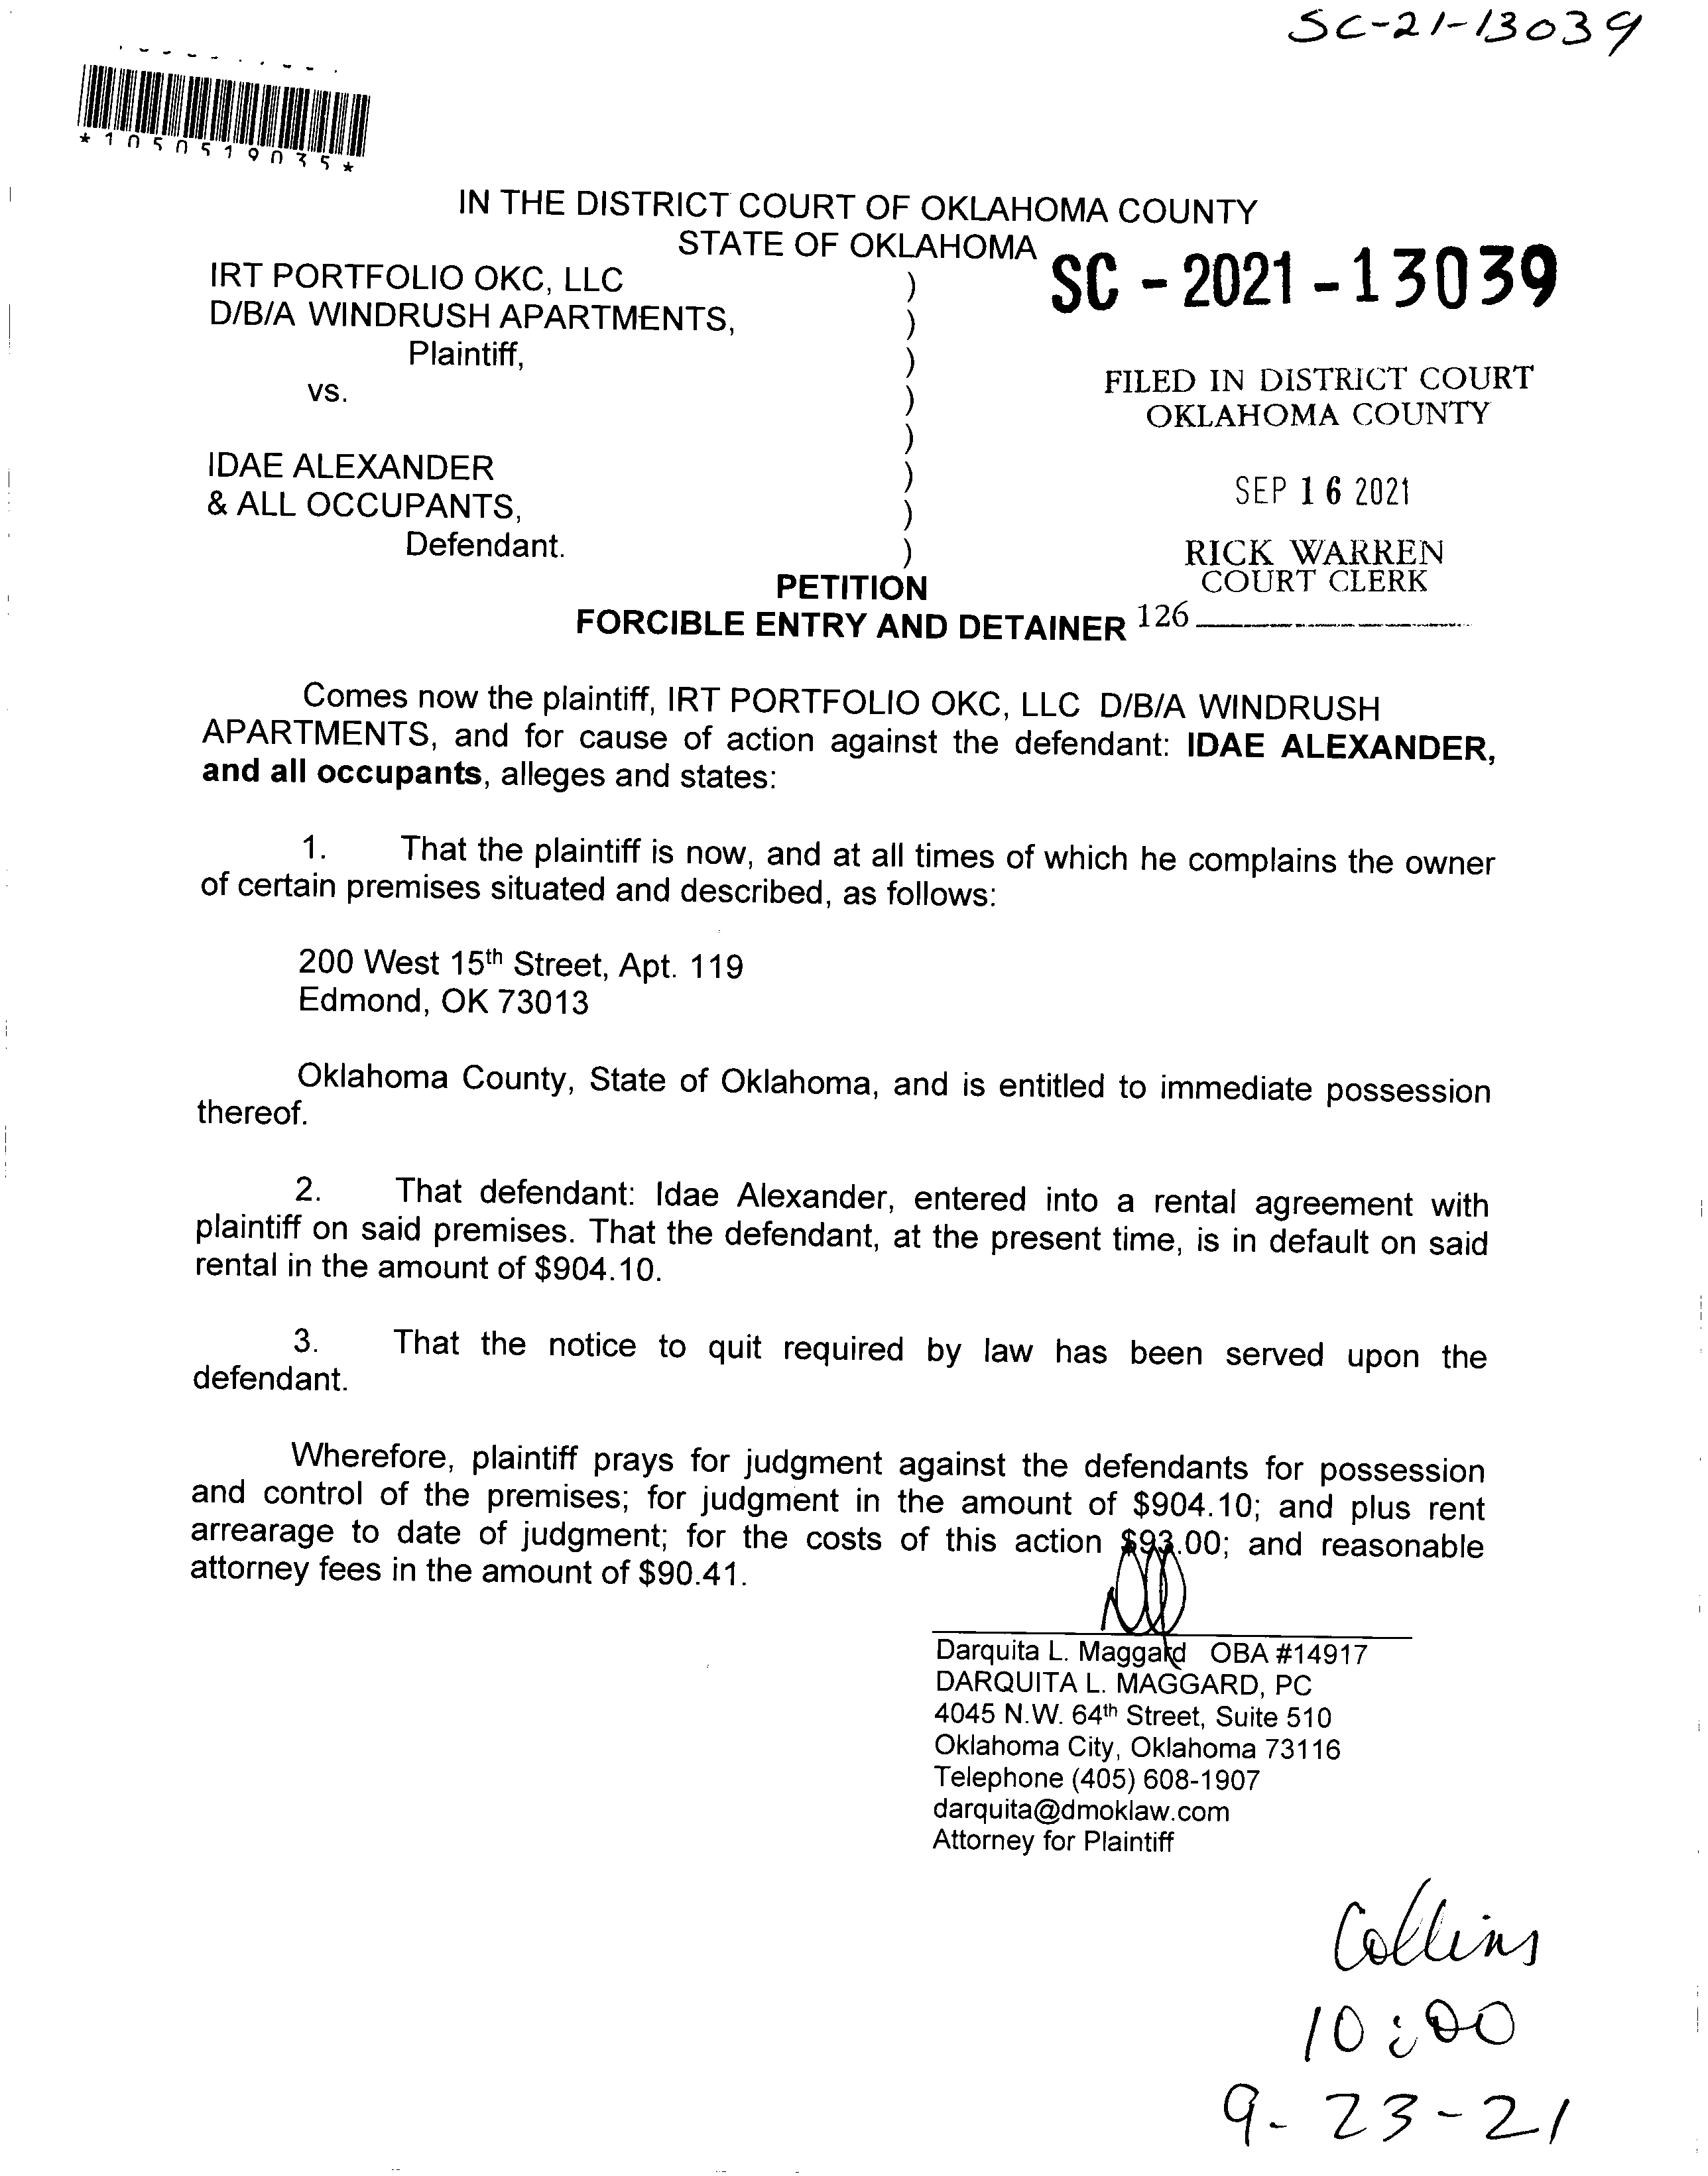 SC-21-13039
*1050519035*
IN THE DISTRICT COURT OF OKLAHOMA COUNTY
STATE OF OKLAHOMA
IRT PORTFOLIO OKC, LLC )
D/B/A WINDRUSH APARTMENTS, )
Plaintiff, )
vs. )
)
IDAE ALEXANDER )
& ALL OCCUPANTS, )
Defendant. )
SC - 2021 - 13039
FILED IN DISTRICT COURT
OKLAHOMA COUNTY
SEP 16 2021
RICK WARREN
COURT CLERK
126
PETITION
FORCIBLE ENTRY AND DETAINER
Comes now the plaintiff, IRT PORTFOLIO OKC, LLC D/B/A WINDRUSH
APARTMENTS, and for cause of action against the defendant: IDAE ALEXANDER,
and all occupants, alleges and states:
1. That the plaintiff is now, and at all times of which he complains the owner
of certain premises situated and described, as follows:
200 West 15th Street, Apt. 119
Edmond, OK 73013
Oklahoma County, State of Oklahoma, and is entitled to immediate possession
thereof.
2. That defendant: Idae Alexander, entered into a rental agreement with
plaintiff on said premises. That the defendant, at the present time, is in default on said
rental in the amount of $904.10.
3. That the notice to quit required by law has been served upon the
defendant.
Wherefore, plaintiff prays for judgment against the defendants for possession
and control of the premises; for judgment in the amount of $904.10; and plus rent
arrearage to date of judgment; for the costs of this action $93.00; and reasonable
attorney fees in the amount of $90.41.
Darquita L. Maggard OBA #14917
DARQUITA L. MAGGARD, PC
4045 N.W. 64th Street, Suite 510
Oklahoma City, Oklahoma 73116
Telephone (405) 608-1907
darquita@dmoklaw.com
Attorney for Plaintiff
Collins
10:00
9-23-21